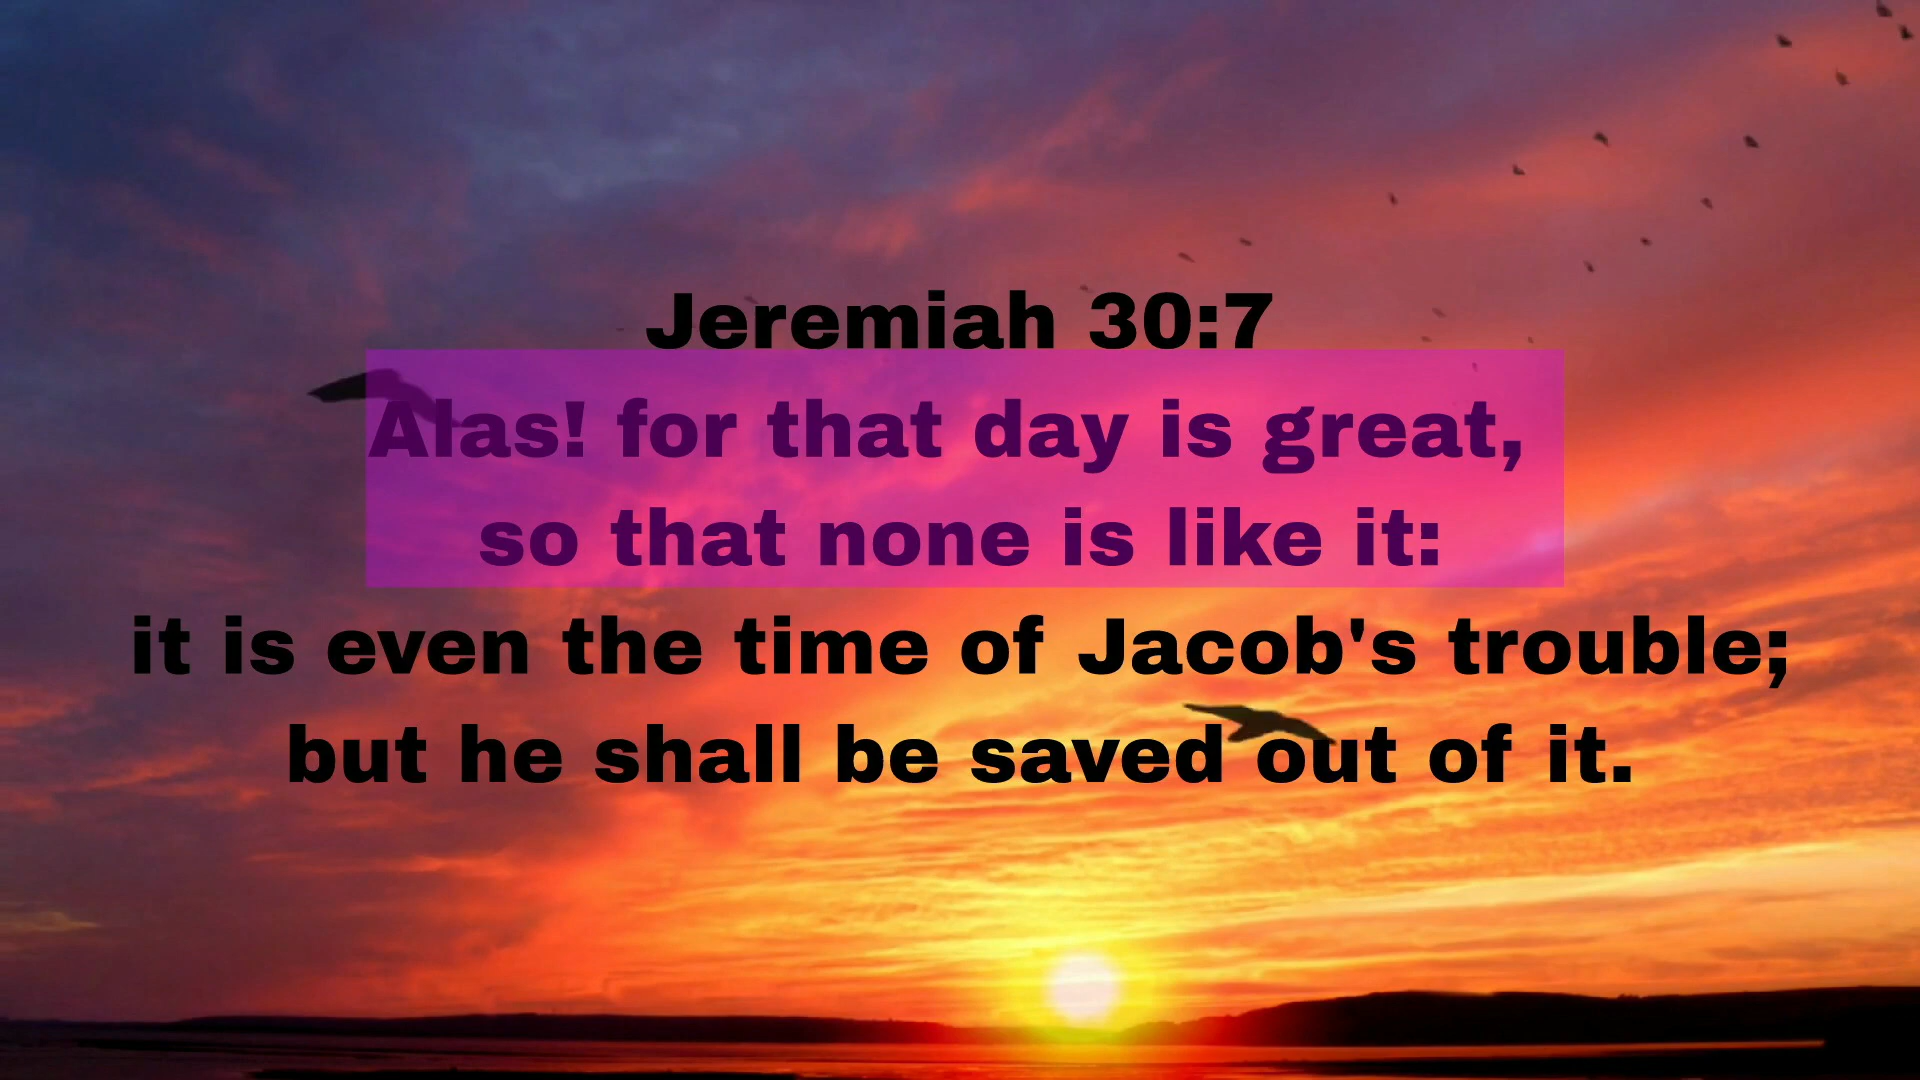 Jeremiah 30:7
Alas! for that day is great,
so that none is like it:
it is even the time of Jacob's trouble;
but he shall be saved out of it.